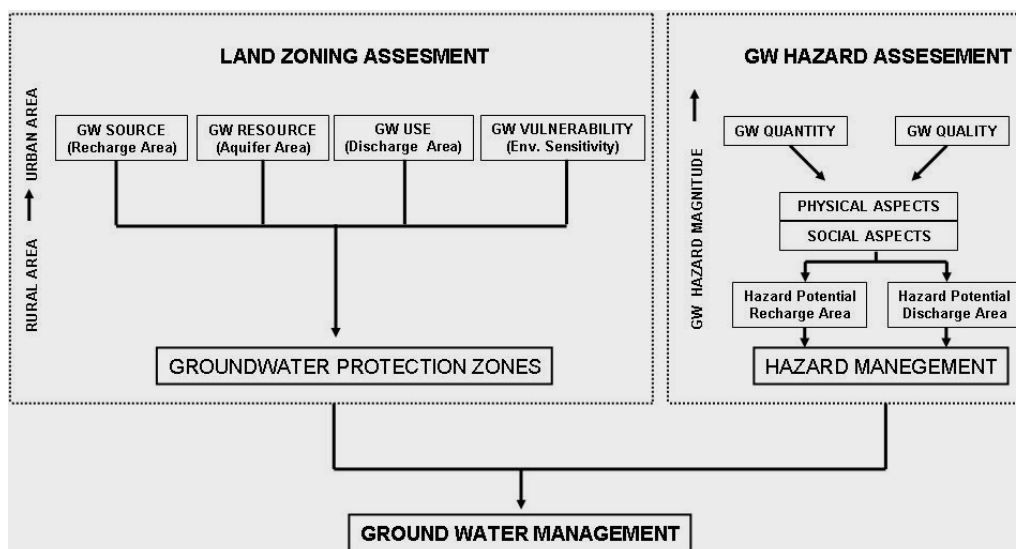 LAND ZONING ASSESMENT
URBAN AREA
RURAL AREA
GW SOURCE
(Recharge Area)
GW RESOURCE
(Aquifer Area)
GW USE
(Discharge Area)
GW VULNERABILITY
(Env. Sensitivity)
GROUNDWATER PROTECTION ZONES
GW HAZARD ASSESEMENT
GW HAZARD MAGNITUDE
GW QUANTITY
GW QUALITY
PHYSICAL ASPECTS
SOCIAL ASPECTS
Hazard Potential
Recharge Area
Hazard Potential
Discharge Area
HAZARD MANEGEMENT
GROUND WATER MANAGEMENT